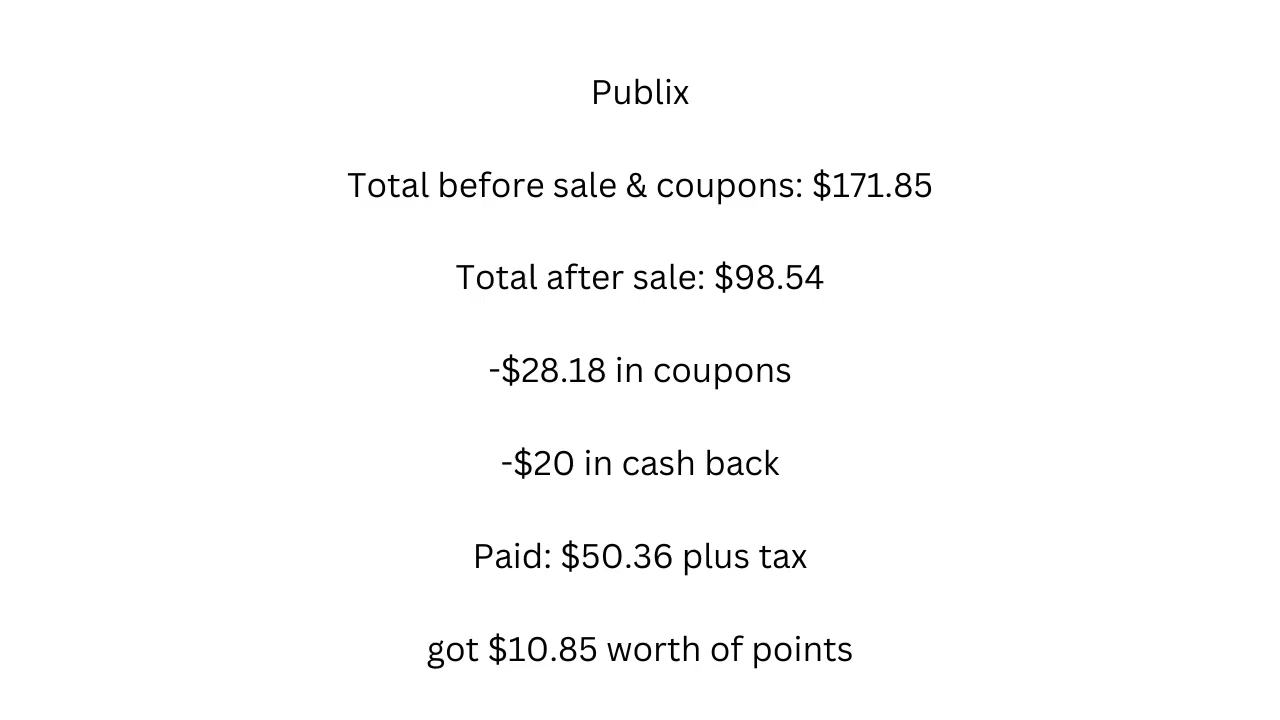 Publix
Total before sale & coupons: $171.85
Total after sale: $98.54
-$28.18 in coupons
-$20 in cash back
Paid: $50.36 plus tax
got $10.85 worth of points